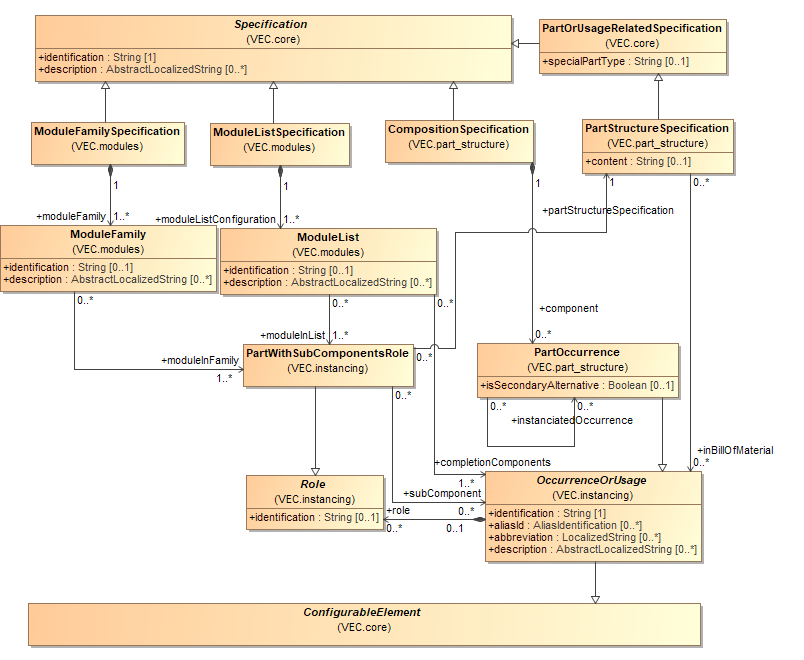 Specification
(VEC.core)
+identification : String [1]
+description : AbstractLocalizedString [0..*]
PartOrUsageRelatedSpecification
(VEC.core)
+specialPartType : String [0..1]
ModuleFamilySpecification
(VEC.modules)
ModuleListSpecification
(VEC.modules)
CompositionSpecification
(VEC.part_structure)
PartStructureSpecification
(VEC.part_structure)
+content : String [0..1]
1
1
1
1
0..*
+moduleFamily
1..*
+moduleListConfiguration
1..*
+partStructureSpecification
ModuleFamily
(VEC.modules)
+identification : String [0..1]
+description : AbstractLocalizedString [0..*]
ModuleList
(VEC.modules)
+identification : String [0..1]
+description : AbstractLocalizedString [0..*]
0..*
0..*
0..*
+component
0..*
+moduleInList
1..*
+moduleInFamily
1..*
0..*
PartWithSubComponentsRole
(VEC.instancing)
0..*
PartOccurrence
(VEC.part_structure)
+isSecondaryAlternative : Boolean [0..1]
0..*
0..*
+instanciatedOccurrence
+inBillOfMaterial
0..*
+completionComponents
1..*
+subComponent
0..*
Role
(VEC.instancing)
+identification : String [0..1]
+role
0..*
0..1
OccurrenceOrUsage
(VEC.instancing)
+identification : String [1]
+aliasId : AliasIdentification [0..*]
+abbreviation : LocalizedString [0..*]
+description : AbstractLocalizedString [0..*]
ConfigurableElement
(VEC.core)